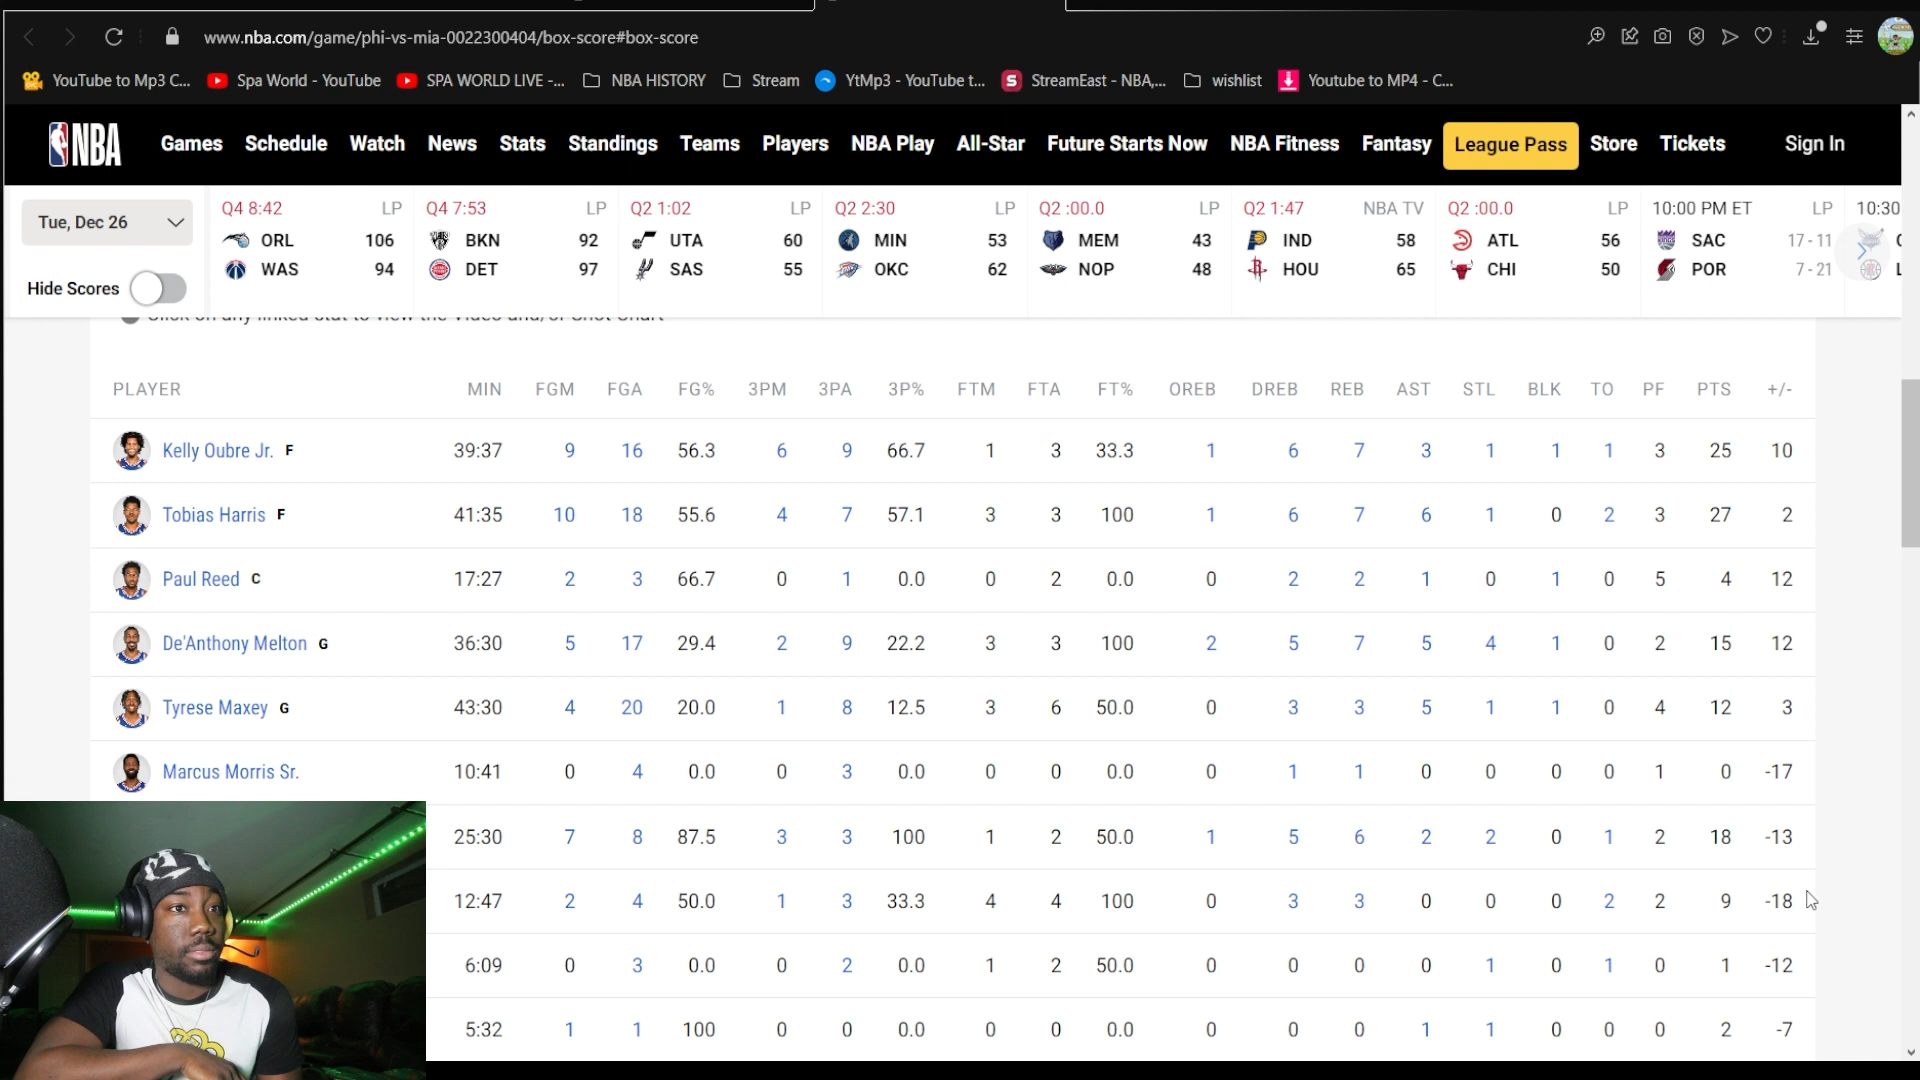 www.nba.com/game/phi-vs-mia-0022300404/box-score#box-score
YouTube to Mp3 C... Spa World - YouTube SPA WORLD LIVE -... NBA HISTORY Stream YtMp3 - YouTube t... StreamEast - NBA,... wishlist Youtube to MP4 - C...
NBA Games Schedule Watch News Stats Standings Teams Players NBA Play All-Star Future Starts Now NBA Fitness Fantasy League Pass Store Tickets Sign In
Tue, Dec 26
Hide Scores
Q4 8:42 LP
ORL 106
WAS 94
Q4 7:53 LP
BKN 92
DET 97
Q2 1:02 LP
UTA 60
SAS 55
Q2 2:30 LP
MIN 53
OKC 62
Q2 :00.0 LP
MEM 43
NOP 48
Q2 1:47 NBA TV
IND 58
HOU 65
Q2 :00.0 LP
ATL 56
CHI 50
10:00 PM ET LP
SAC 17 - 11
POR 7 - 21
10:30
Click on any linked stat to view the Video and/or Shot Chart
PLAYER MIN FGM FGA FG% 3PM 3PA 3P% FTM FTA FT% OREB DREB REB AST STL BLK TO PF PTS +/-
Kelly Oubre Jr. F 39:37 9 16 56.3 6 9 66.7 1 3 33.3 1 6 7 3 1 1 1 3 25 10
Tobias Harris F 41:35 10 18 55.6 4 7 57.1 3 3 100 1 6 7 6 1 0 2 3 27 2
Paul Reed C 17:27 2 3 66.7 0 1 0.0 0 2 0.0 0 2 2 1 0 1 0 5 4 12
De'Anthony Melton G 36:30 5 17 29.4 2 9 22.2 3 3 100 2 5 7 5 4 1 0 2 15 12
Tyrese Maxey G 43:30 4 20 20.0 1 8 12.5 3 6 50.0 0 3 3 5 1 1 0 4 12 3
Marcus Morris Sr. 10:41 0 4 0.0 0 3 0.0 0 0 0.0 0 1 1 0 0 0 0 1 0 -17
25:30 7 8 87.5 3 3 100 1 2 50.0 1 5 6 2 2 0 1 2 18 -13
12:47 2 4 50.0 1 3 33.3 4 4 100 0 3 3 0 0 0 2 2 9 -18
6:09 0 3 0.0 0 2 0.0 1 2 50.0 0 0 0 0 1 0 1 0 1 -12
5:32 1 1 100 0 0 0.0 0 0 0.0 0 0 0 1 1 0 0 0 2 -7